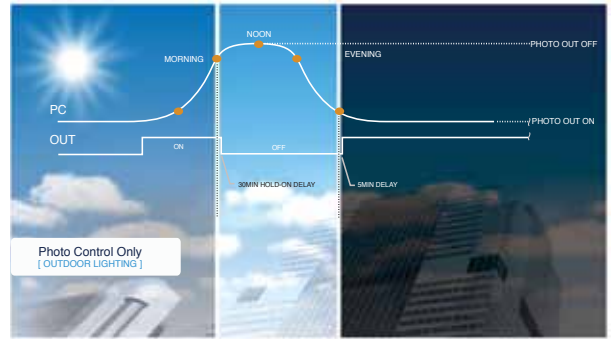 NOON
PHOTO OUT OFF
MORNING
EVENING
PC
PHOTO OUT ON
OUT
ON
OFF
30MIN HOLD-ON DELAY
5MIN DELAY
Photo Control Only
[ OUTDOOR LIGHTING ]